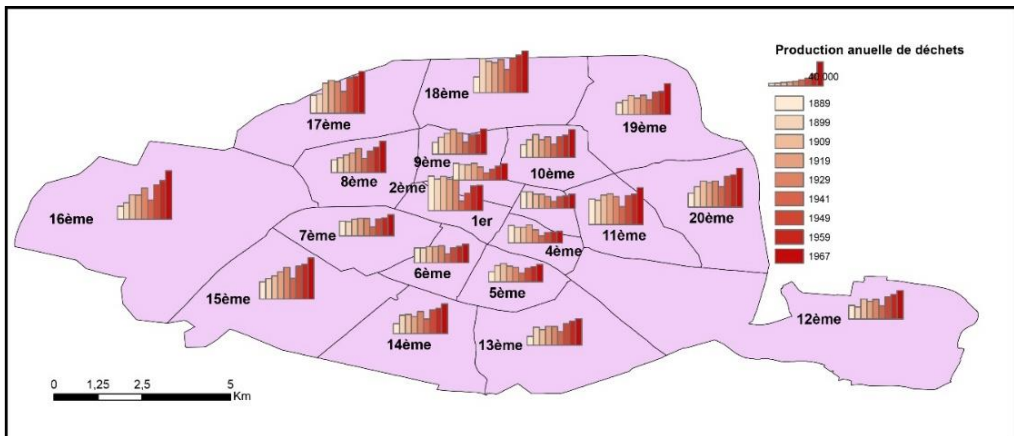 Production anuelle de déchets
40 000
1889
1899
1909
1919
1929
1941
1949
1959
1967
18ème
17ème
19ème
9ème
10ème
8ème
2ème
16ème
20ème
1er
11ème
7ème
4ème
6ème
5ème
15ème
12ème
14ème
13ème
0 1,25 2,5 5
Km